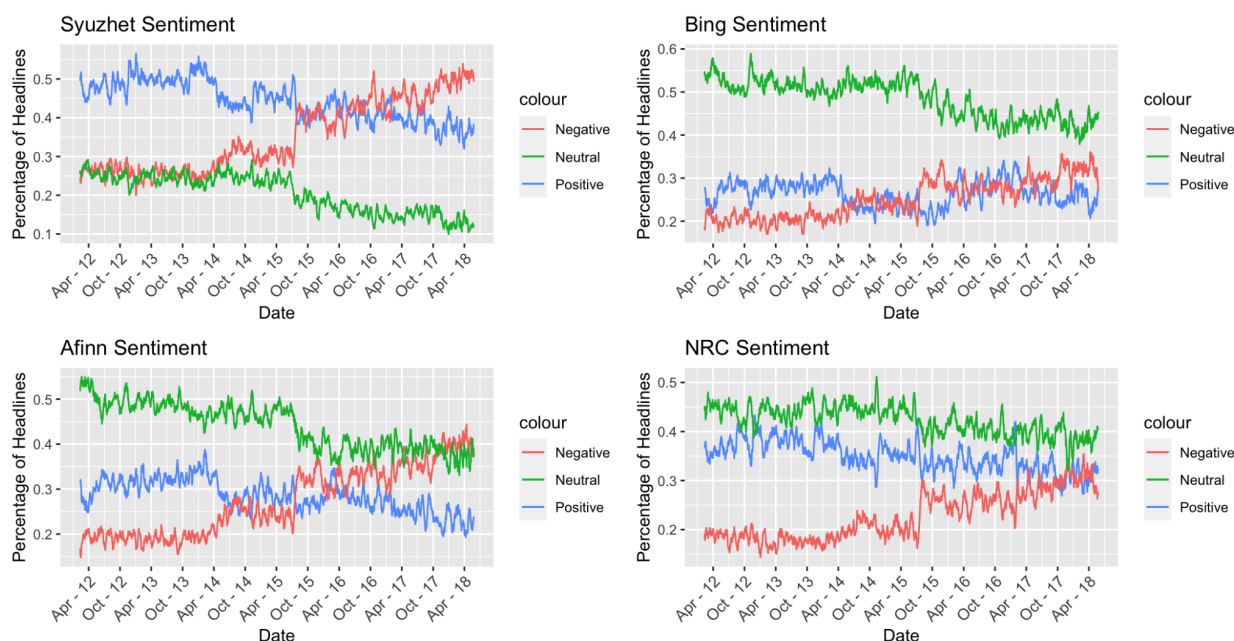 Syuzhet Sentiment
Percentage of Headlines
0.5
0.4
0.3
0.2
0.1
Apr - 12
Oct - 12
Apr - 13
Oct - 13
Apr - 14
Oct - 14
Apr - 15
Oct - 15
Apr - 16
Oct - 16
Apr - 17
Oct - 17
Apr - 18
Date
colour
Negative
Neutral
Positive
Bing Sentiment
Percentage of Headlines
0.6
0.5
0.4
0.3
0.2
Apr - 12
Oct - 12
Apr - 13
Oct - 13
Apr - 14
Oct - 14
Apr - 15
Oct - 15
Apr - 16
Oct - 16
Apr - 17
Oct - 17
Apr - 18
Date
colour
Negative
Neutral
Positive
Afinn Sentiment
Percentage of Headlines
0.5
0.4
0.3
0.2
Apr - 12
Oct - 12
Apr - 13
Oct - 13
Apr - 14
Oct - 14
Apr - 15
Oct - 15
Apr - 16
Oct - 16
Apr - 17
Oct - 17
Apr - 18
Date
colour
Negative
Neutral
Positive
NRC Sentiment
Percentage of Headlines
0.5
0.4
0.3
0.2
Apr - 12
Oct - 12
Apr - 13
Oct - 13
Apr - 14
Oct - 14
Apr - 15
Oct - 15
Apr - 16
Oct - 16
Apr - 17
Oct - 17
Apr - 18
Date
colour
Negative
Neutral
Positive